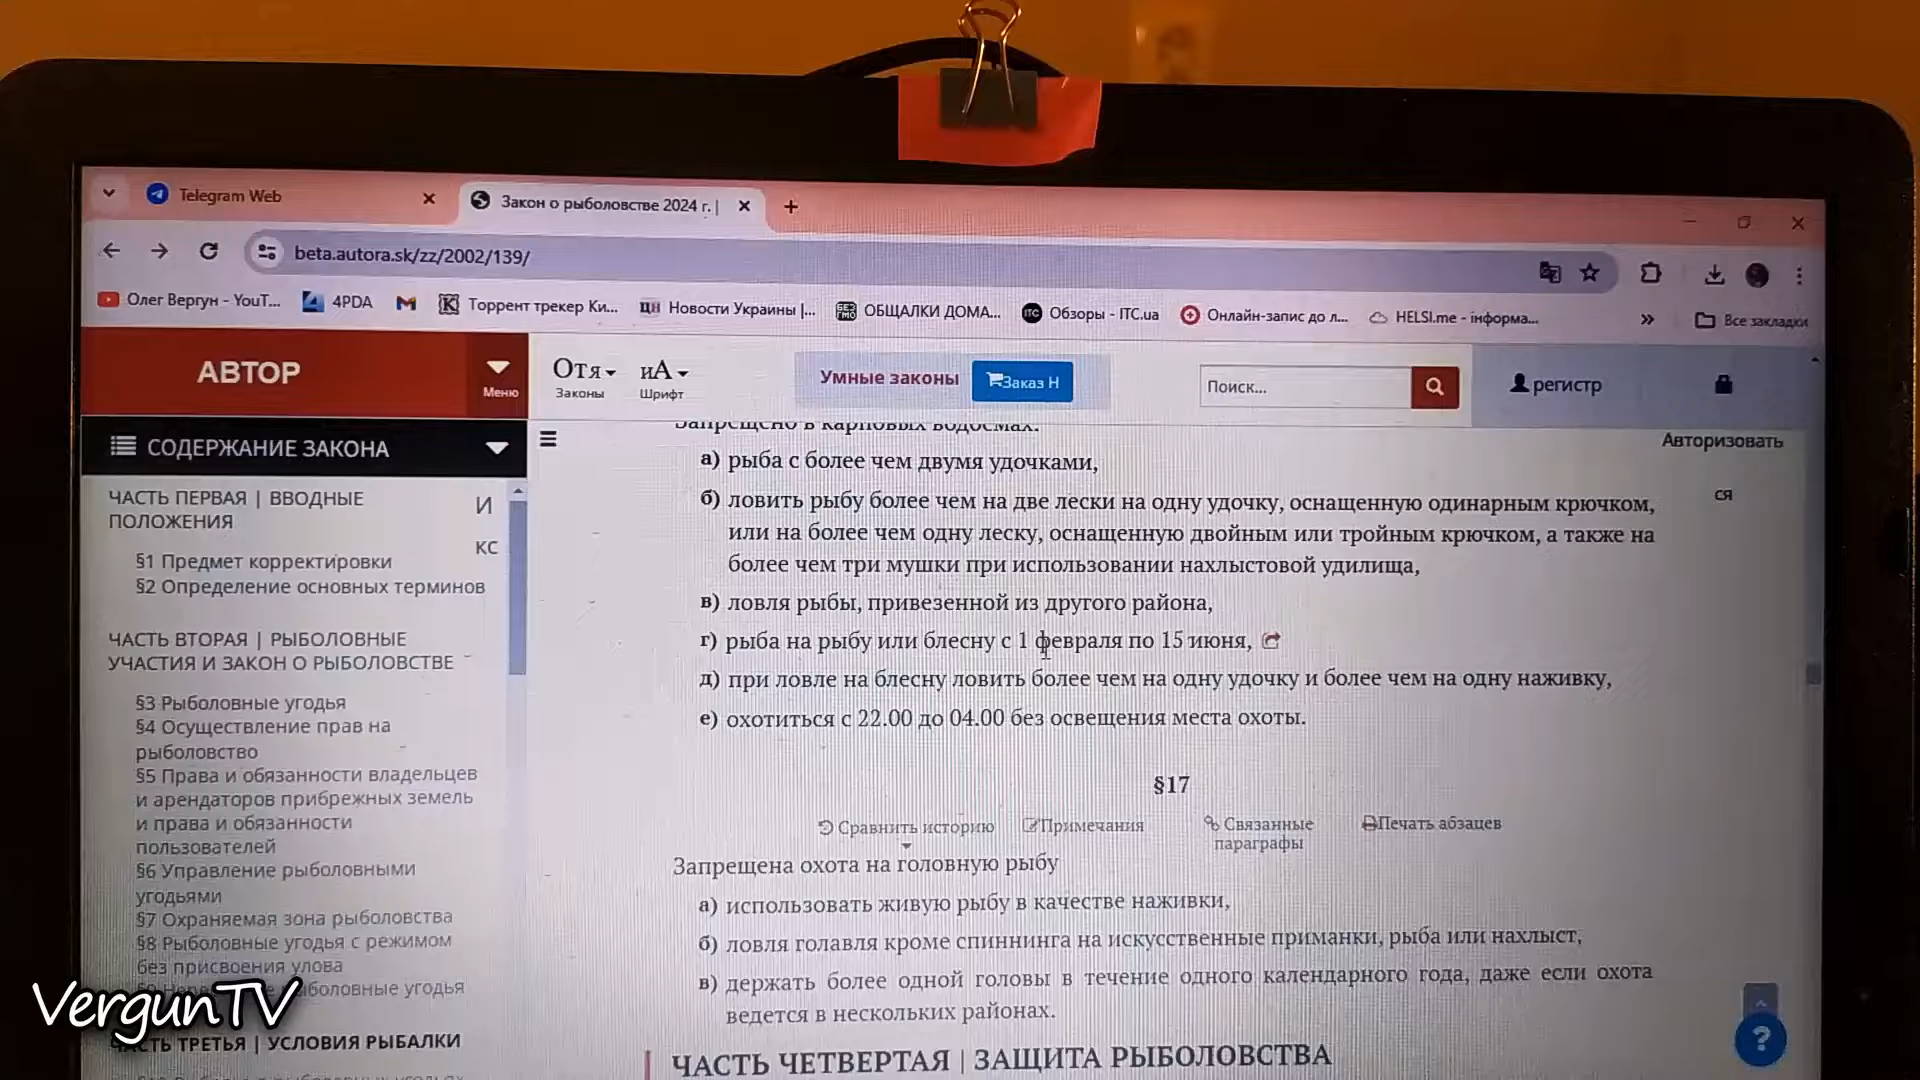 Telegram Web
Закон о рыболовстве 2024 г. |
beta.autora.sk/zz/2002/139/
Олег Вергун - YouT...
4PDA
Торрент трекер Ки...
Новости Украины |...
ОБЩАЛКИ ДОМА...
Обзоры - ITC.ua
Онлайн-запис до л...
HELSI.me - інформа...
Все закладки
АВТОР
Меню
Отя
Законы
иА
Шрифт
Умные законы
Заказ Н
Поиск...
регистр
Авторизовать
ся
СОДЕРЖАНИЕ ЗАКОНА
И
КС
ЧАСТЬ ПЕРВАЯ | ВВОДНЫЕ
ПОЛОЖЕНИЯ
§1 Предмет корректировки
§2 Определение основных терминов
ЧАСТЬ ВТОРАЯ | РЫБОЛОВНЫЕ
УЧАСТИЯ И ЗАКОН О РЫБОЛОВСТВЕ
§3 Рыболовные угодья
§4 Осуществление прав на
рыболовство
§5 Права и обязанности владельцев
и арендаторов прибрежных земель
и права и обязанности
пользователей
§6 Управление рыболовными
угодьями
§7 Охраняемая зона рыболовства
§8 Рыболовные угодья с режимом
без присвоения улова
рыболовные угодья
ЧАСТЬ ТРЕТЬЯ | УСЛОВИЯ РЫБАЛКИ
Запрещено в карповых водоемах:
а) рыба с более чем двумя удочками,
б) ловить рыбу более чем на две лески на одну удочку, оснащенную одинарным крючком,
или на более чем одну леску, оснащенную двойным или тройным крючком, а также на
более чем три мушки при использовании нахлыстовой удилища,
в) ловля рыбы, привезенной из другого района,
г) рыба на рыбу или блесну с 1 февраля по 15 июня,
д) при ловле на блесну ловить более чем на одну удочку и более чем на одну наживку,
е) охотиться с 22.00 до 04.00 без освещения места охоты.
§17
Сравнить историю
Примечания
Связанные
параграфы
Печать абзацев
Запрещена охота на головную рыбу
а) использовать живую рыбу в качестве наживки,
б) ловля голавля кроме спиннинга на искусственные приманки, рыба или нахлыст,
в) держать более одной головы в течение одного календарного года, даже если охота
ведется в нескольких районах.
ЧАСТЬ ЧЕТВЕРТАЯ | ЗАЩИТА РЫБОЛОВСТВА
VergunTV